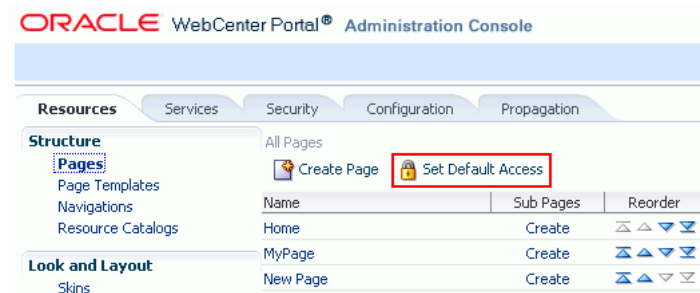 ORACLE WebCenter Portal® Administration Console
Resources Services Security Configuration Propagation
Structure
Pages
Page Templates
Navigations
Resource Catalogs
Look and Layout
Skins
All Pages
Create Page Set Default Access
Name Sub Pages Reorder
Home Create
MyPage Create
New Page Create